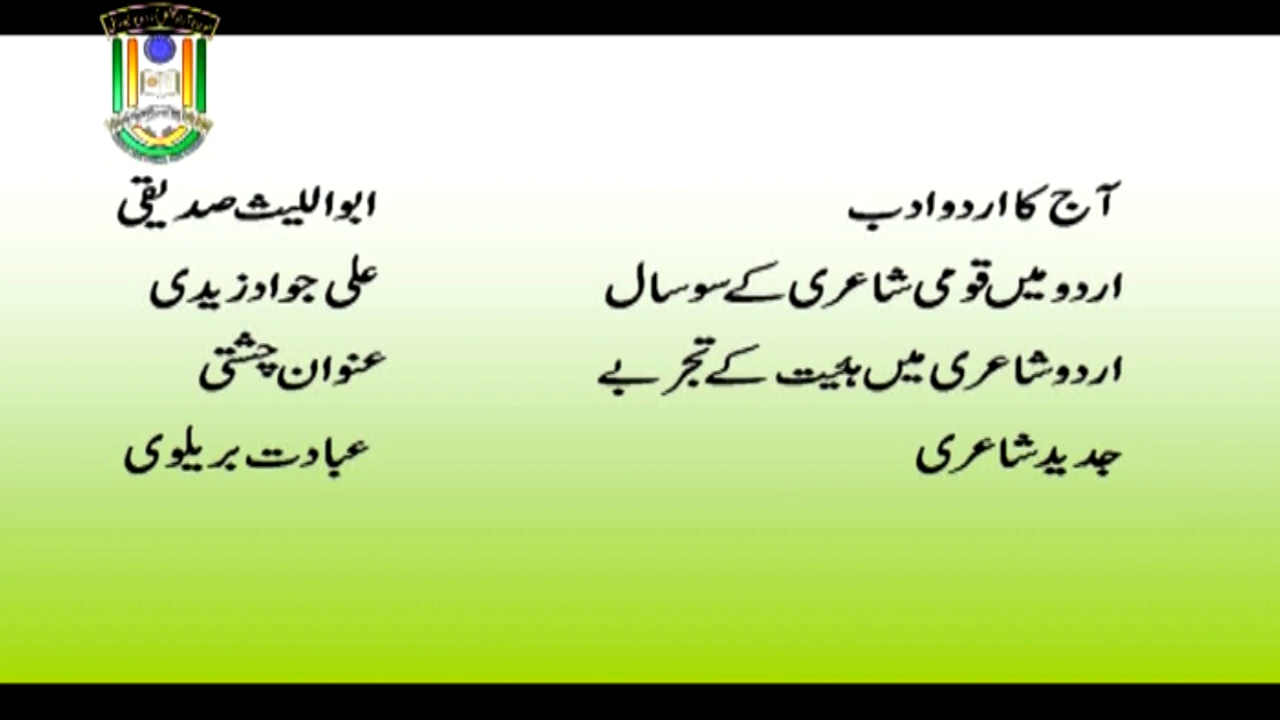 آج کا اردو ادب ابواللیث صدیقی
اردو میں قومی شاعری کے سو سال علی جواد زیدی
اردو شاعری میں ہیئت کے تجربے عنوان چشتی
جدید شاعری عبادت بریلوی